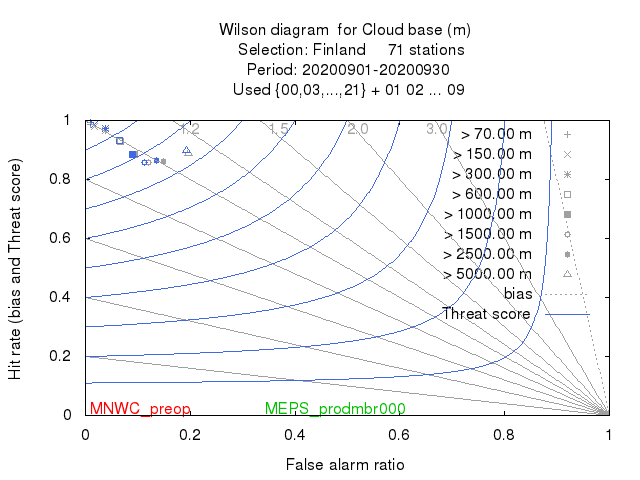 Wilson diagram  for Cloud base (m)
Selection: Finland     71 stations
Period: 20200901-20200930
Used {00,03,...,21} + 01 02 ... 09
Hit rate (bias and Threat score)
1
0.8
0.6
0.4
0.2
0
1.2 1.5 2.0 3.0
> 70.00 m
> 150.00 m
> 300.00 m
> 600.00 m
> 1000.00 m
> 1500.00 m
> 2500.00 m
> 5000.00 m
bias
Threat score
MNWC_preop MEPS_prodmbr000
0 0.2 0.4 0.6 0.8 1
False alarm ratio